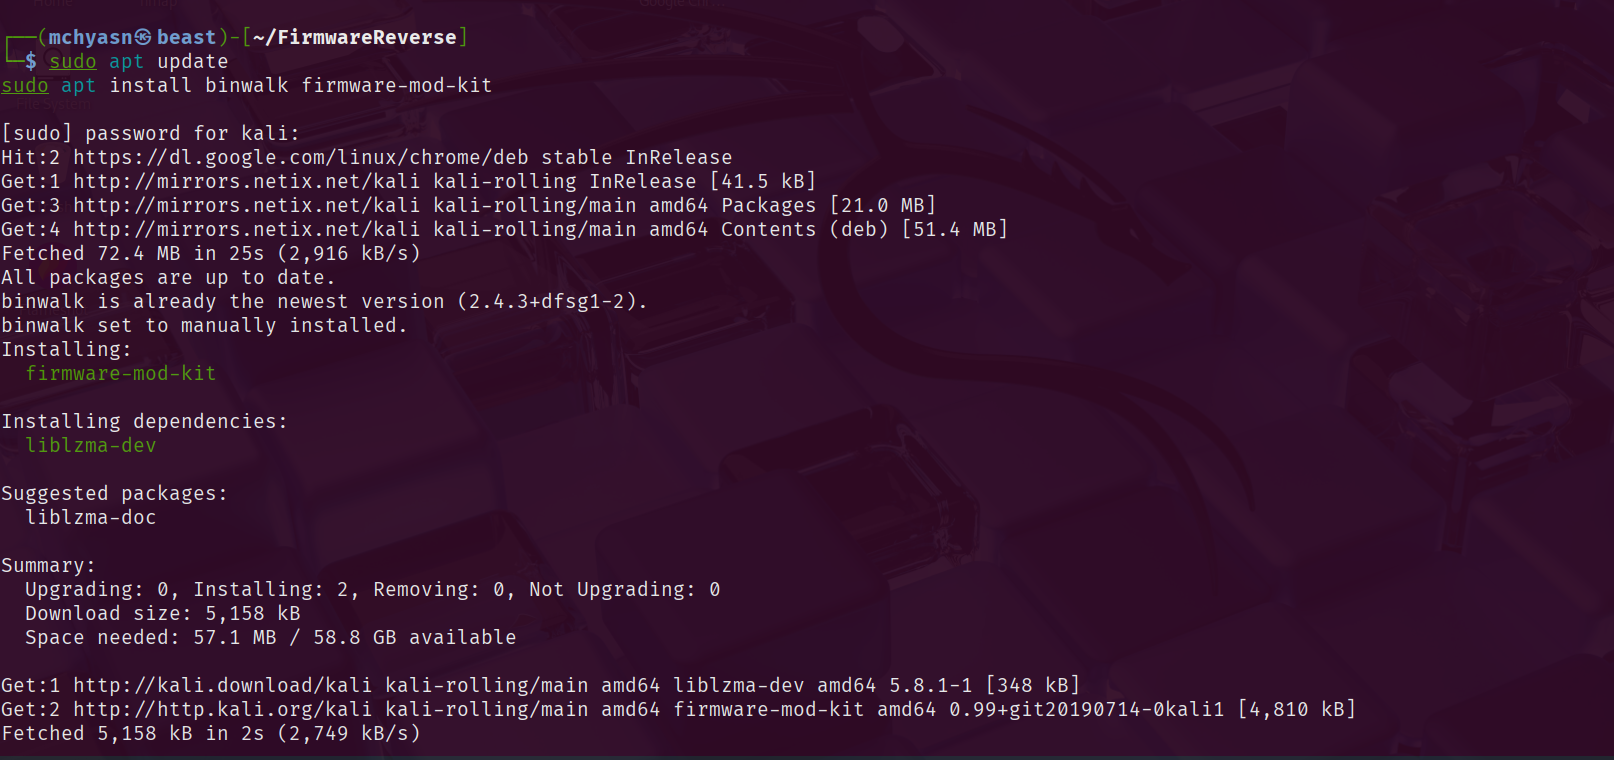 ┌──(mchyasn㉿beast)-[~/FirmwareReverse]
└─$ sudo apt update
sudo apt install binwalk firmware-mod-kit
[sudo] password for kali:
Hit:2 https://dl.google.com/linux/chrome/deb stable InRelease
Get:1 http://mirrors.netix.net/kali kali-rolling InRelease [41.5 kB]
Get:3 http://mirrors.netix.net/kali kali-rolling/main amd64 Packages [21.0 MB]
Get:4 http://mirrors.netix.net/kali kali-rolling/main amd64 Contents (deb) [51.4 MB]
Fetched 72.4 MB in 25s (2,916 kB/s)
All packages are up to date.
binwalk is already the newest version (2.4.3+dfsg1-2).
binwalk set to manually installed.
Installing:
  firmware-mod-kit
Installing dependencies:
  liblzma-dev
Suggested packages:
  liblzma-doc
Summary:
  Upgrading: 0, Installing: 2, Removing: 0, Not Upgrading: 0
  Download size: 5,158 kB
  Space needed: 57.1 MB / 58.8 GB available
Get:1 http://kali.download/kali kali-rolling/main amd64 liblzma-dev amd64 5.8.1-1 [348 kB]
Get:2 http://http.kali.org/kali kali-rolling/main amd64 firmware-mod-kit amd64 0.99+git20190714-0kali1 [4,810 kB]
Fetched 5,158 kB in 2s (2,749 kB/s)